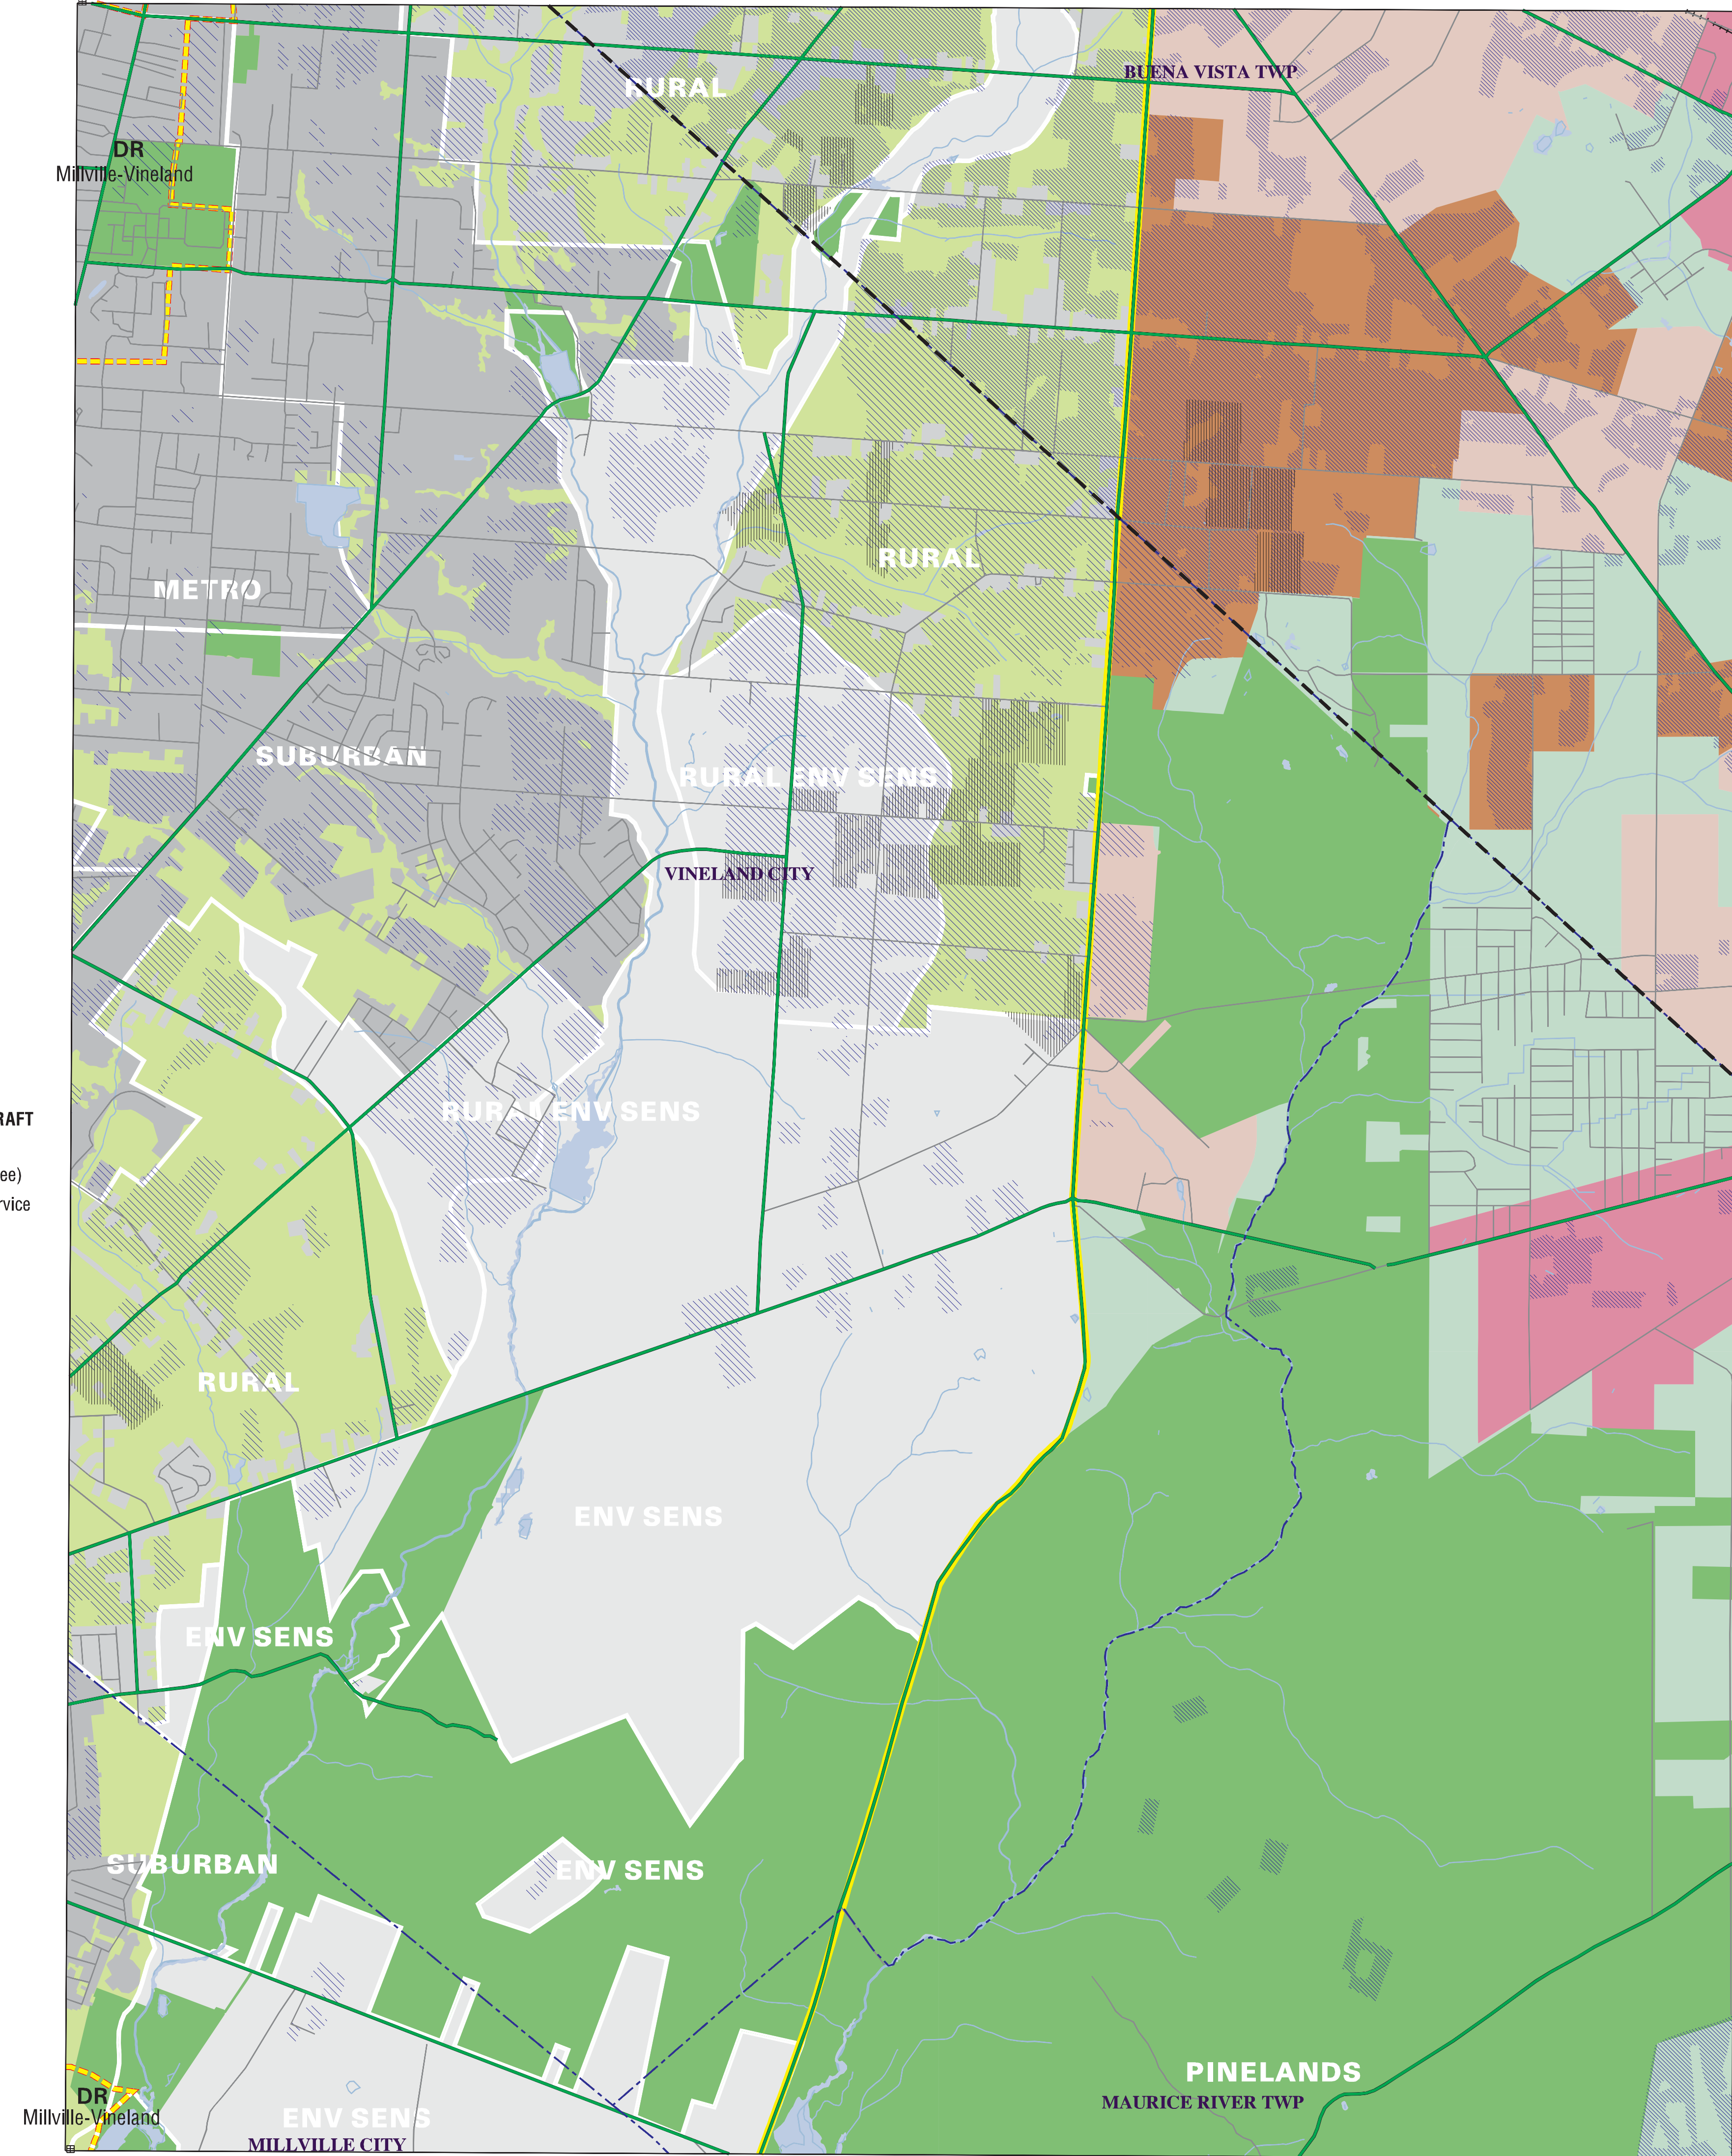 BUENA VISTA TWP
RURAL
DR
Millville-Vineland
RURAL
METRO
SUBURBAN
RURAL ENV SENS
VINELAND CITY
RURAL ENV SENS
RAFT
ee)
rvice
RURAL
ENV SENS
ENV SENS
SUBURBAN
ENV SENS
PINELANDS
MAURICE RIVER TWP
DR
Millville-Vineland
ENV SENS
MILLVILLE CITY